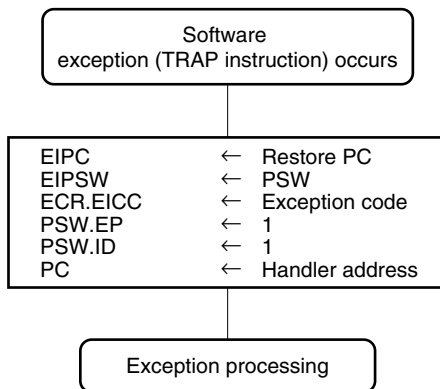 Software
exception (TRAP instruction) occurs
EIPC ← Restore PC
EIPSW ← PSW
ECR.EICC ← Exception code
PSW.EP ← 1
PSW.ID ← 1
PC ← Handler address
Exception processing